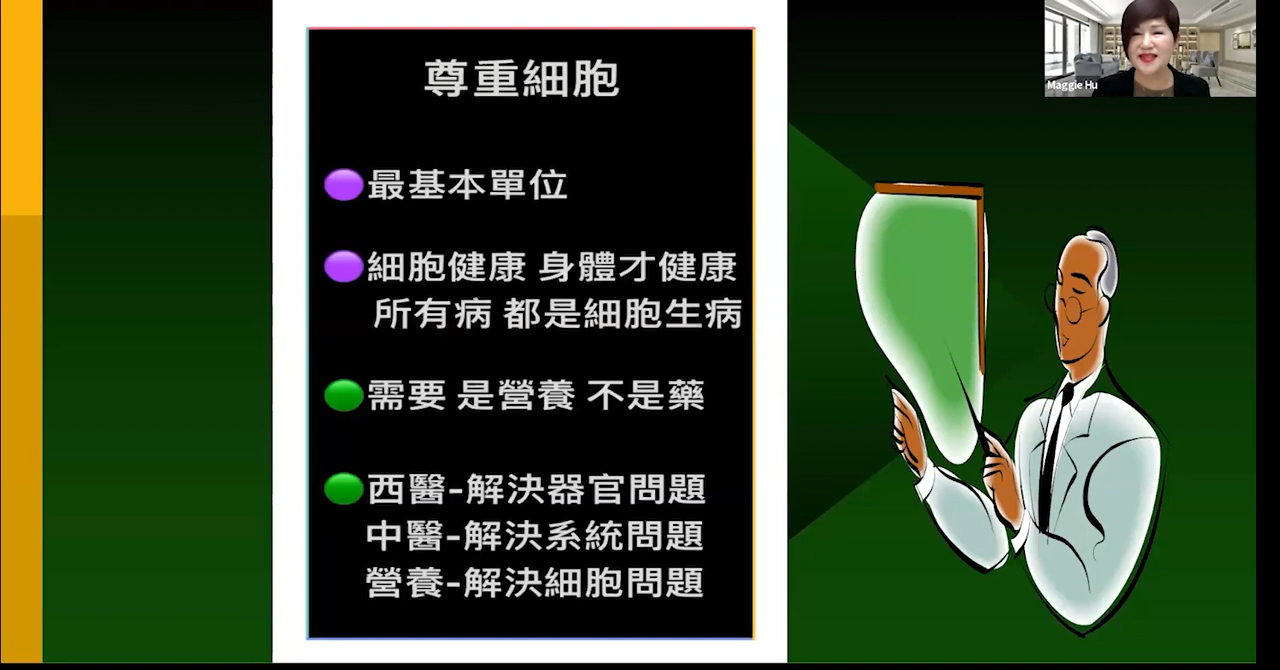 Maggie Hu
尊重細胞
最基本單位
細胞健康 身體才健康
所有病 都是細胞生病
需要 是營養 不是藥
西醫-解決器官問題
中醫-解決系統問題
營養-解決細胞問題